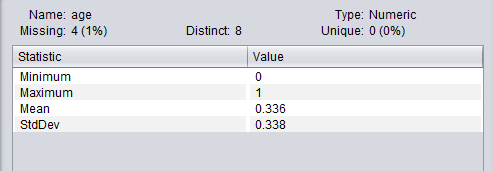 Name: age Type: Numeric
Missing: 4 (1%) Distinct: 8 Unique: 0 (0%)
Statistic Value
Minimum 0
Maximum 1
Mean 0.336
StdDev 0.338